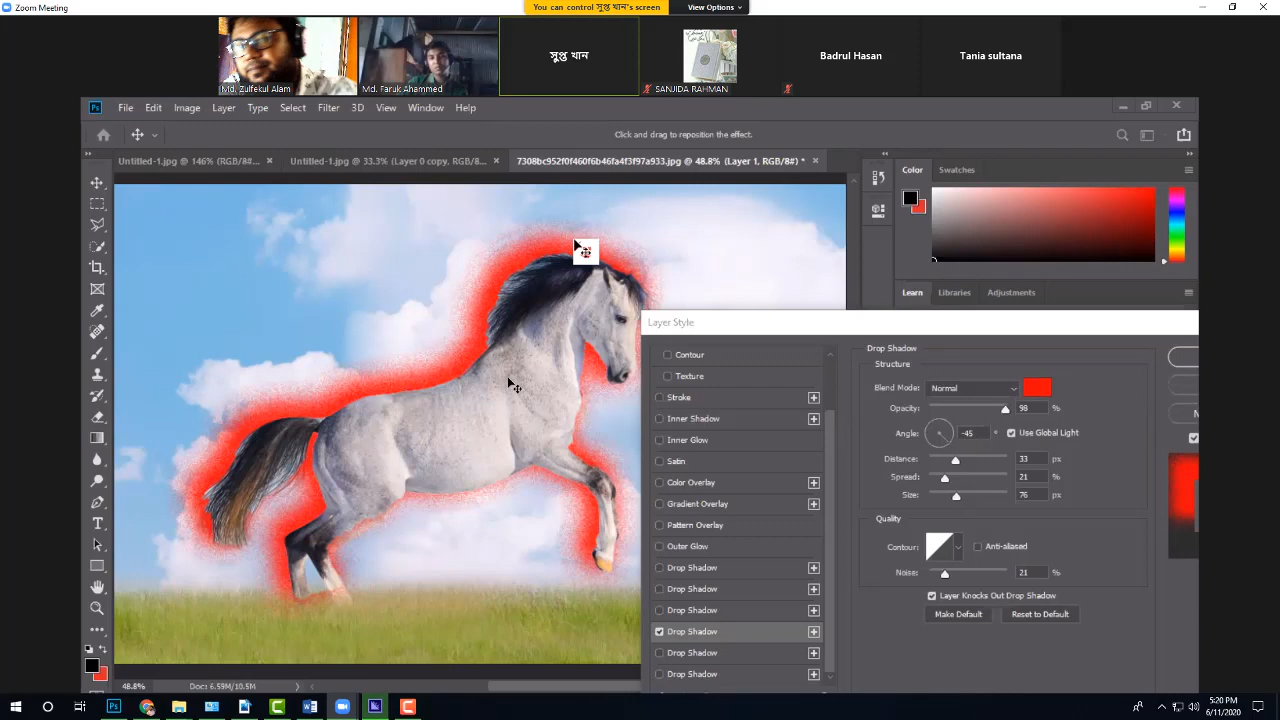 Zoom Meeting
You can control সুপ্ত খান's screen
View Options
Md. Zulfekul Alam
Md. Faruk Ahammed
সুপ্ত খান
SANJIDA RAHMAN
Badrul Hasan
Tania sultana
Ps
File Edit Image Layer Type Select Filter 3D View Window Help
Click and drag to reposition the effect.
Untitled-1.jpg @ 146% (RGB/8#...
Untitled-1.jpg @ 33.3% (Layer 0 copy, RGB/8...
7308bc952f0f460f6b46fa4f3f97a933.jpg @ 48.8% (Layer 1, RGB/8#) *
Color Swatches
Learn Libraries Adjustments
Layer Style
Contour
Texture
Stroke
Inner Shadow
Inner Glow
Satin
Color Overlay
Gradient Overlay
Pattern Overlay
Outer Glow
Drop Shadow
Drop Shadow
Drop Shadow
Drop Shadow
Drop Shadow
Drop Shadow
Drop Shadow
Structure
Blend Mode: Normal
Opacity: 98 %
Angle: -45 ° Use Global Light
Distance: 33 px
Spread: 21 %
Size: 76 px
Quality
Contour: Anti-aliased
Noise: 21 %
Layer Knocks Out Drop Shadow
Make Default Reset to Default
N
48.8% Doc: 6.59M/10.5M
5:20 PM
6/11/2020